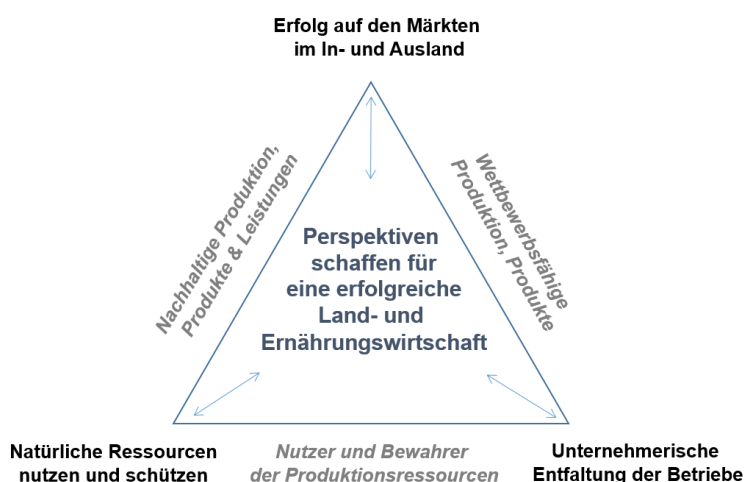 Erfolg auf den Märkten
im In- und Ausland
Nachhaltige Produktion,
Produkte & Leistungen
Wettbewerbsfähige
Produktion, Produkte
Perspektiven
schaffen für
eine erfolgreiche
Land- und
Ernährungswirtschaft
Natürliche Ressourcen
nutzen und schützen
Nutzer und Bewahrer
der Produktionsressourcen
Unternehmerische
Entfaltung der Betriebe